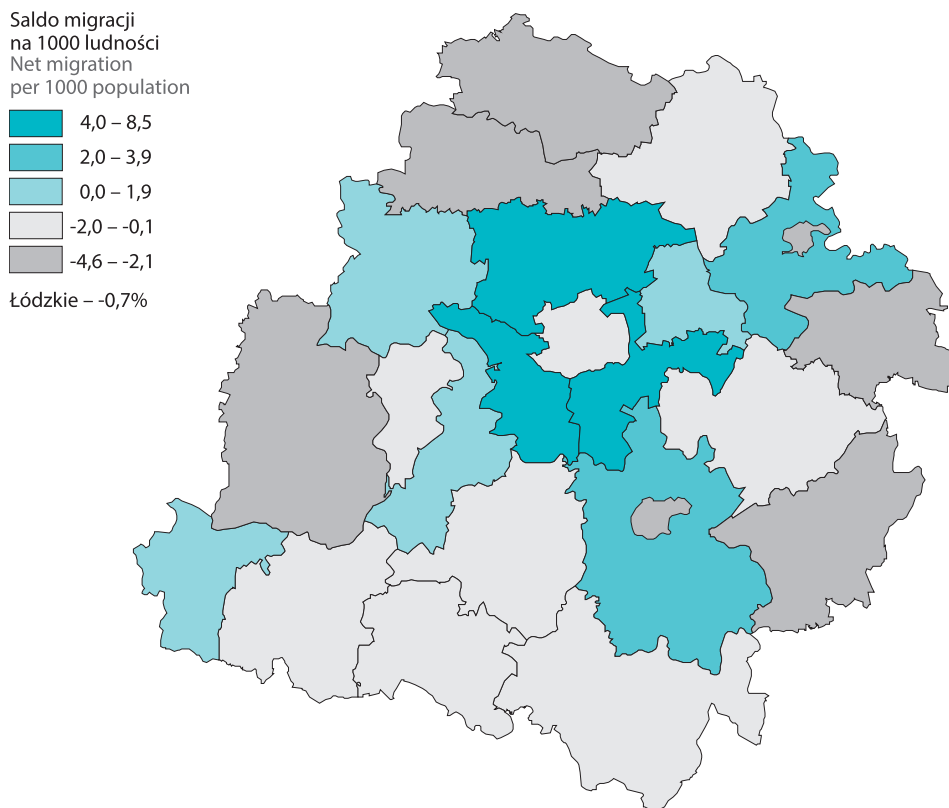 Saldo migracji
na 1000 ludności
Net migration
per 1000 population
4,0 – 8,5
2,0 – 3,9
0,0 – 1,9
-2,0 – -0,1
-4,6 – -2,1
Łódzkie – -0,7%